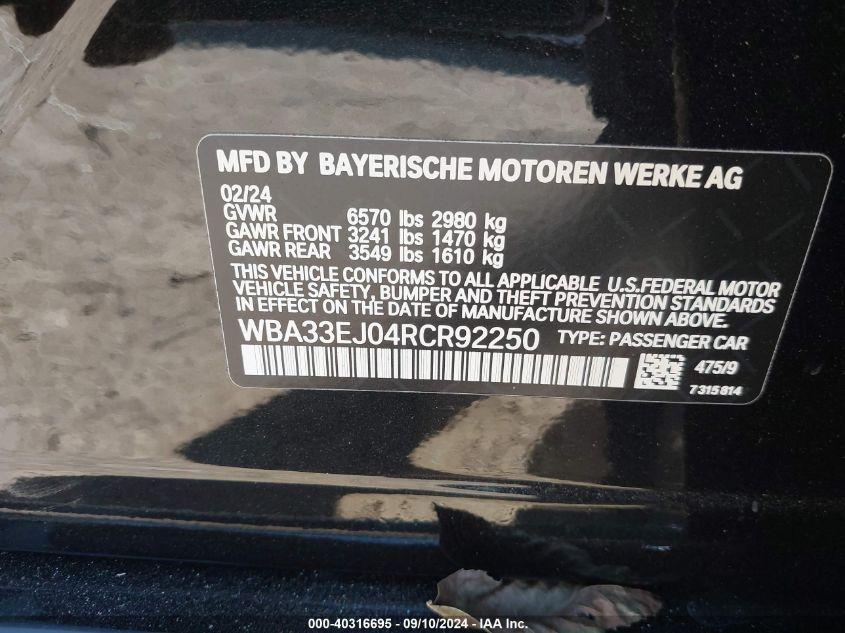 MFD BY BAYERISCHE MOTOREN WERKE AG
02/24
GVWR 6570 lbs 2980 kg
GAWR FRONT 3241 lbs 1470 kg
GAWR REAR 3549 lbs 1610 kg
THIS VEHICLE CONFORMS TO ALL APPLICABLE U.S.FEDERAL MOTOR
VEHICLE SAFETY, BUMPER AND THEFT PREVENTION STANDARDS
IN EFFECT ON THE DATE OF MANUFACTURE SHOWN ABOVE.
WBA33EJ04RCR92250 TYPE: PASSENGER CAR
475/9
7315814
000-40316695 - 09/10/2024 - IAA Inc.